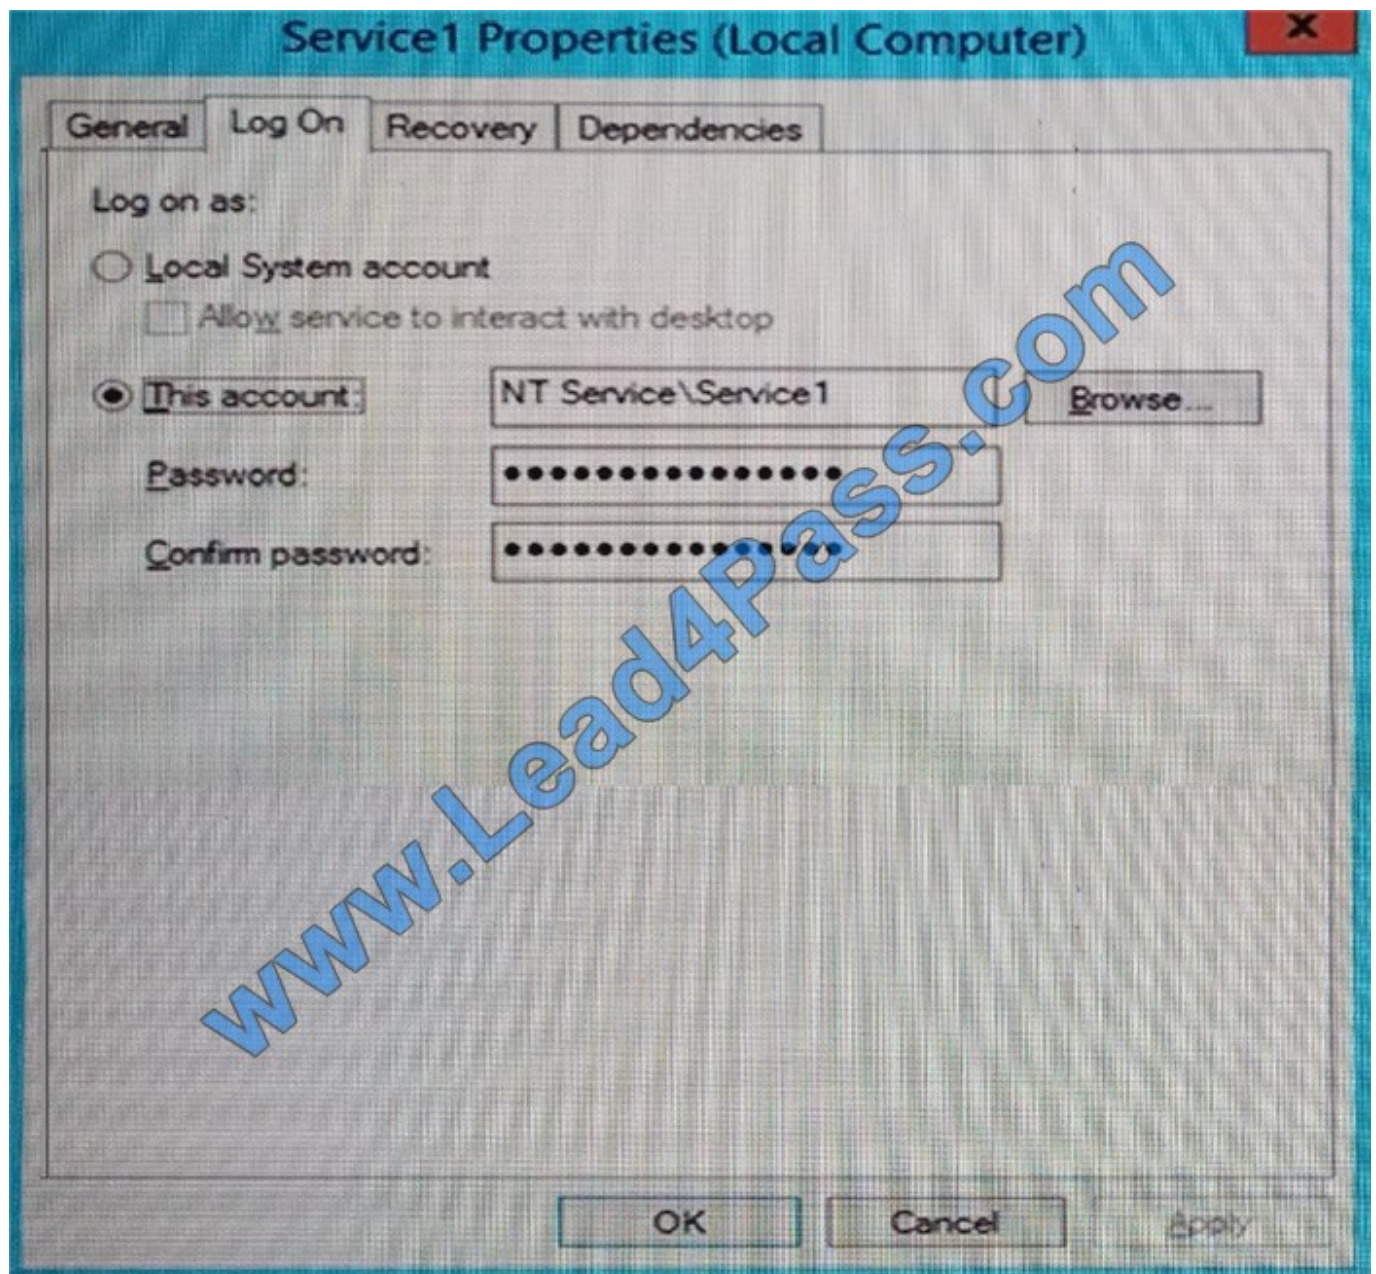 Service1 Properties (Local Computer)
X
General Log On Recovery Dependencies
Log on as:
Local System account
Allow service to interact with desktop
This account: NT Service\Service1 Browse...
Password: •••••••••••••••
Confirm password: •••••••••••••••
www.Lead4Pass.com
OK Cancel Apply